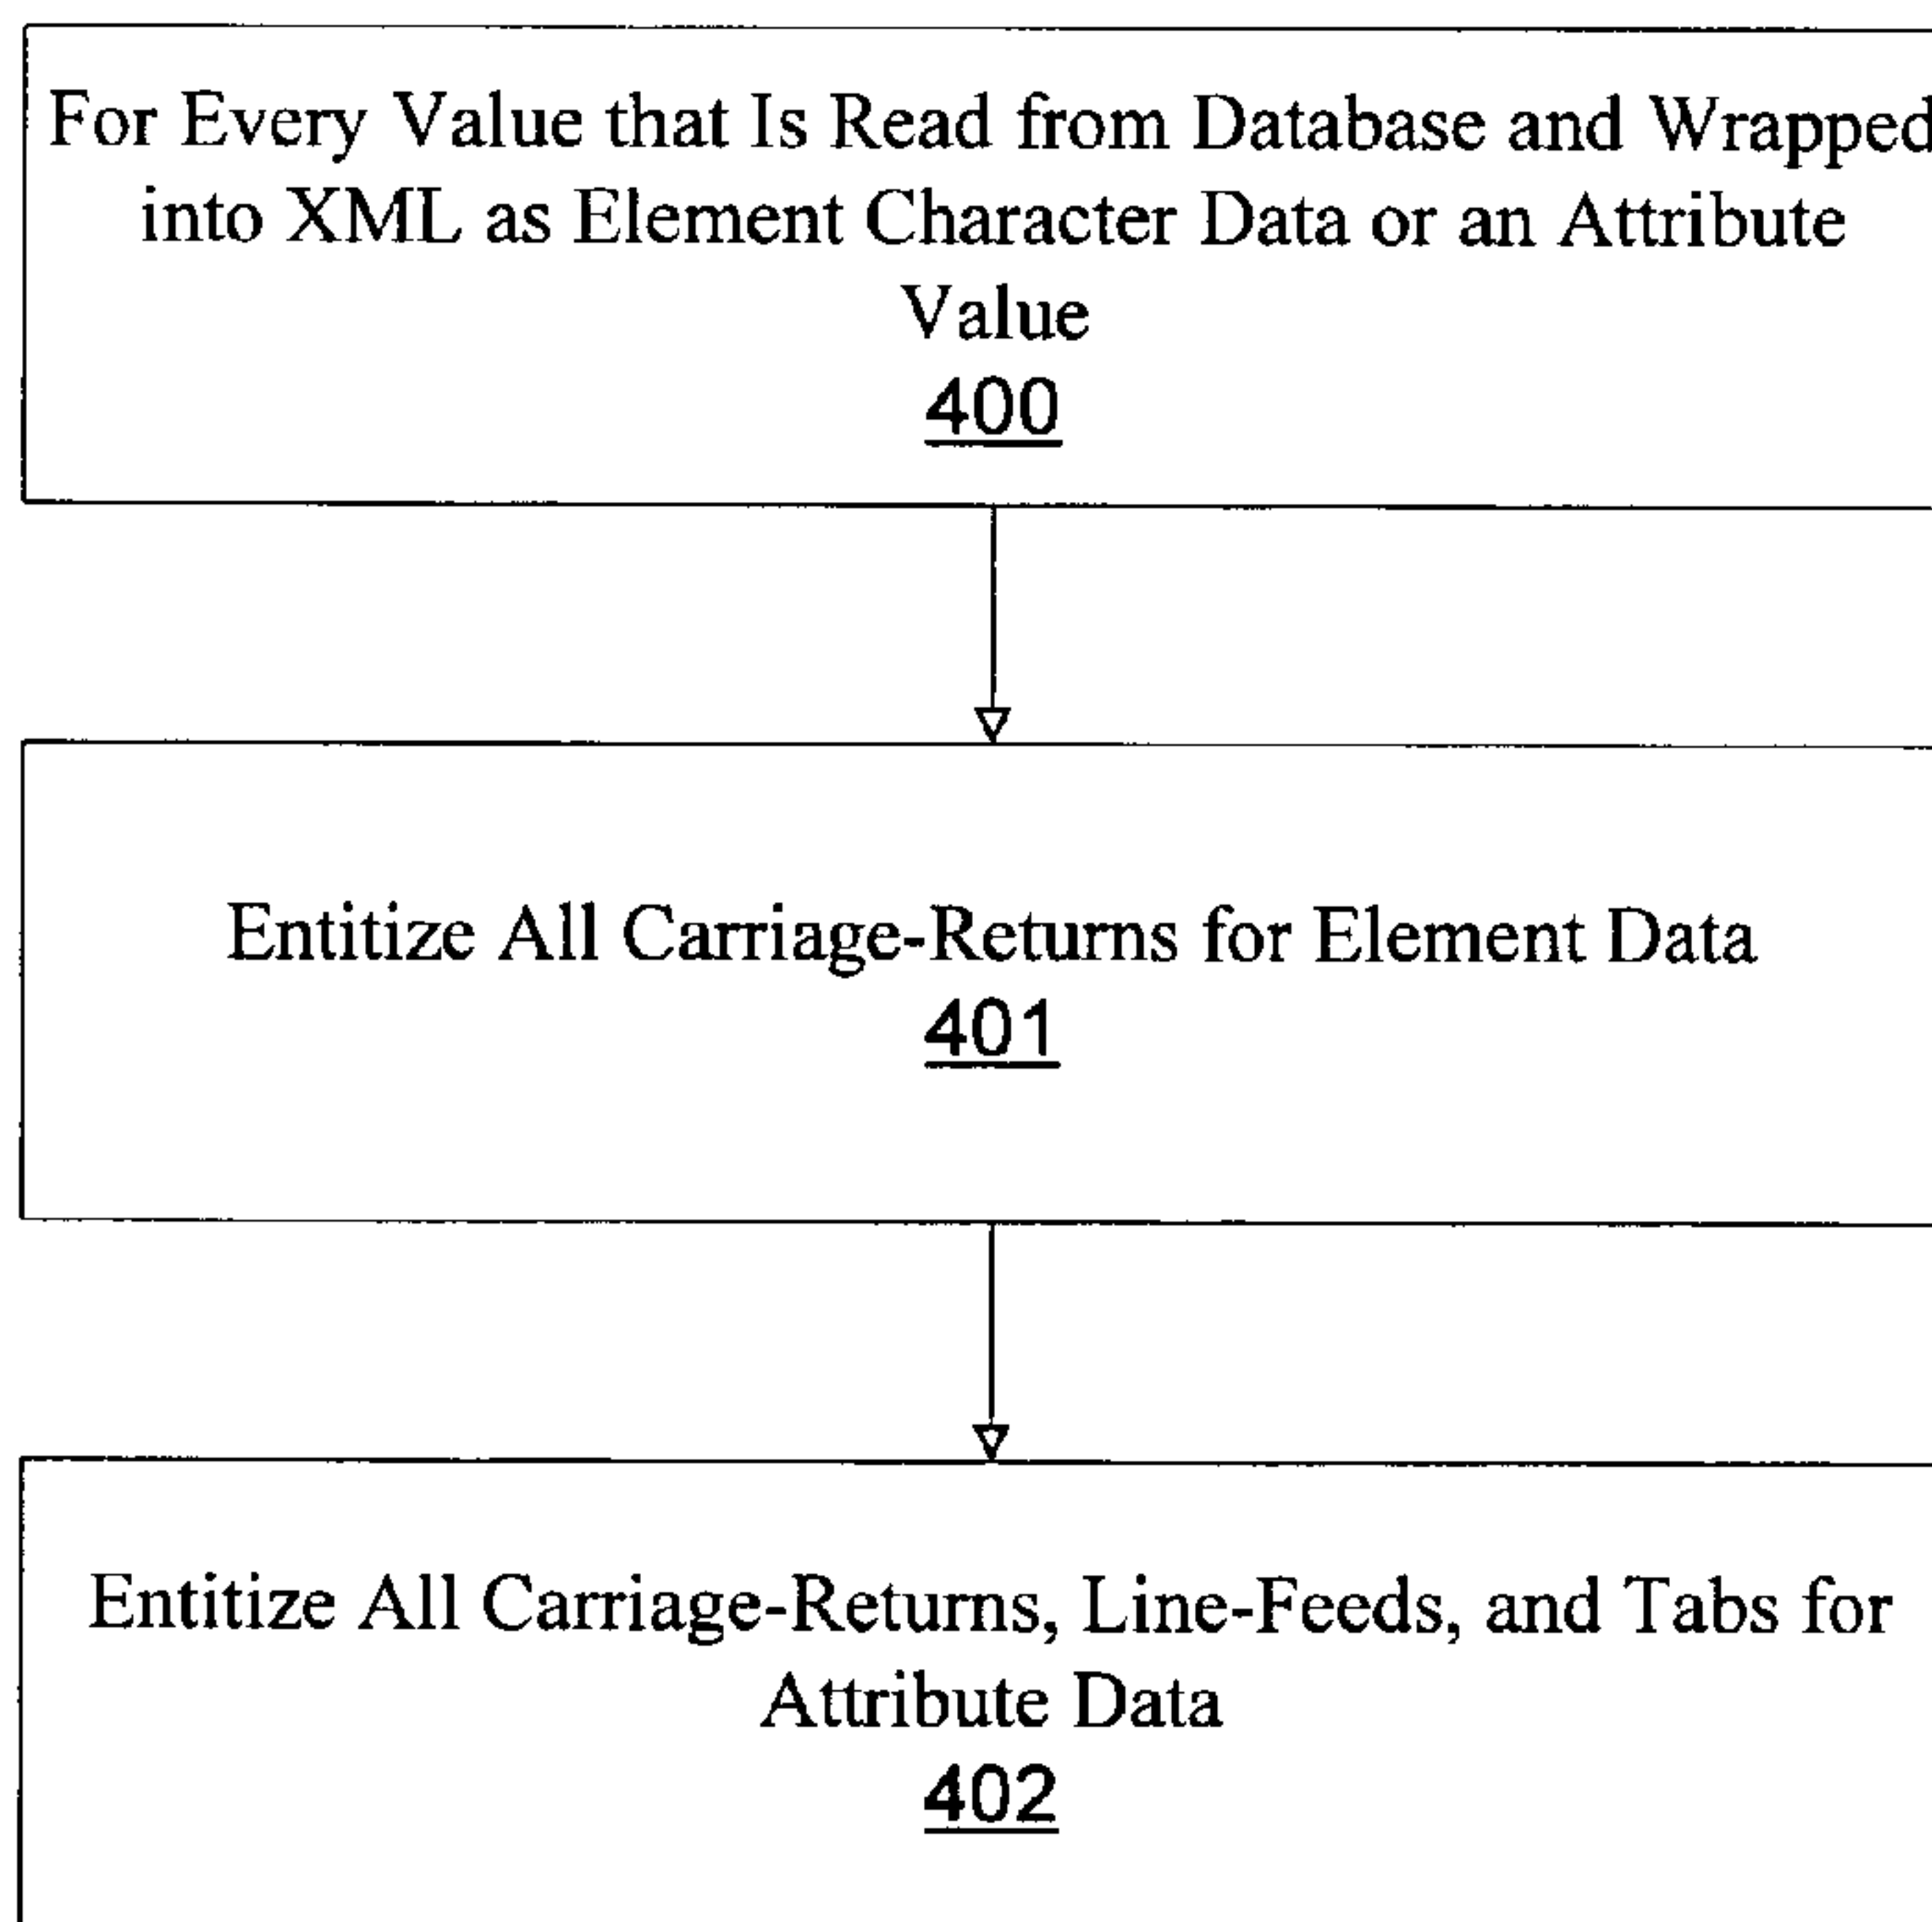 For Every Value that Is Read from Database and Wrapped
into XML as Element Character Data or an Attribute
Value
400
Entitize All Carriage-Returns for Element Data
401
Entitize All Carriage-Returns, Line-Feeds, and Tabs for
Attribute Data
402